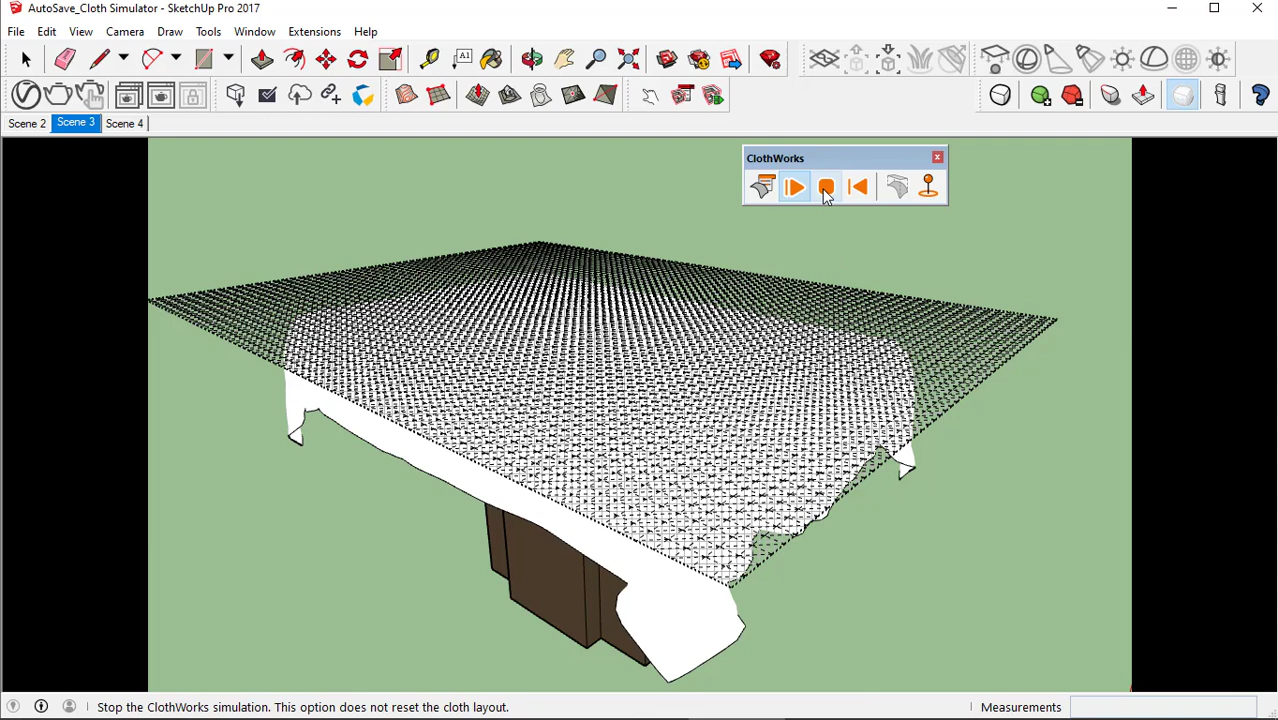 AutoSave_Cloth Simulator - SketchUp Pro 2017
File Edit View Camera Draw Tools Window Extensions Help
Scene 2 Scene 3 Scene 4
ClothWorks
Stop the ClothWorks simulation. This option does not reset the cloth layout. Measurements